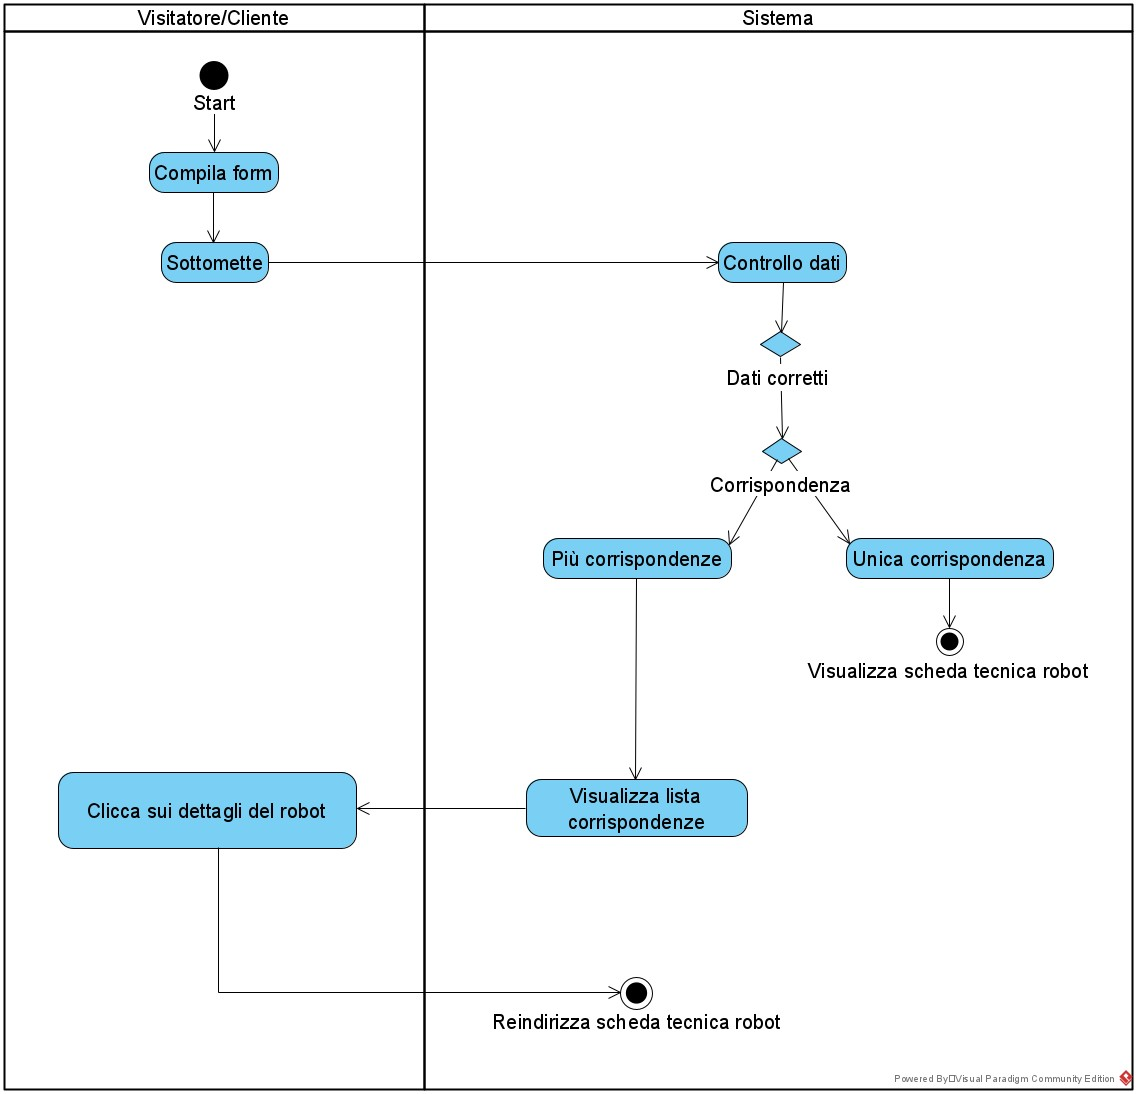 Visitatore/Cliente
Sistema
Start
Compila form
Sottomette
Controllo dati
Dati corretti
Corrispondenza
Più corrispondenze
Unica corrispondenza
Visualizza scheda tecnica robot
Visualizza lista
corrispondenze
Clicca sui dettagli del robot
Reindirizza scheda tecnica robot
Powered By□Visual Paradigm Community Edition